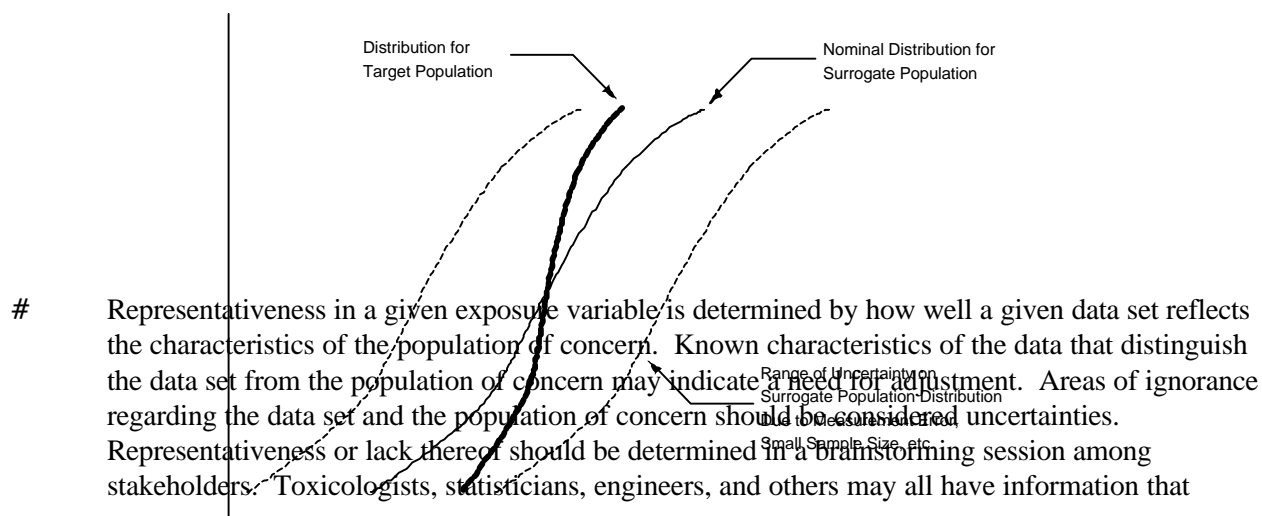 Distribution for
Target Population
Nominal Distribution for
Surrogate Population
# Representativeness in a given exposure variable is determined by how well a given data set reflects
the characteristics of the population of concern. Known characteristics of the data that distinguish
the data set from the population of concern may indicate a need for adjustment. Areas of ignorance
regarding the data set and the population of concern should be considered uncertainties.
Representativeness or lack thereof should be determined in a brainstorming session among
stakeholders. Toxicologists, statisticians, engineers, and others may all have information that
Range of Uncertainty on
Surrogate Population Distribution
Due to Measurement Error,
Small Sample Size, etc.